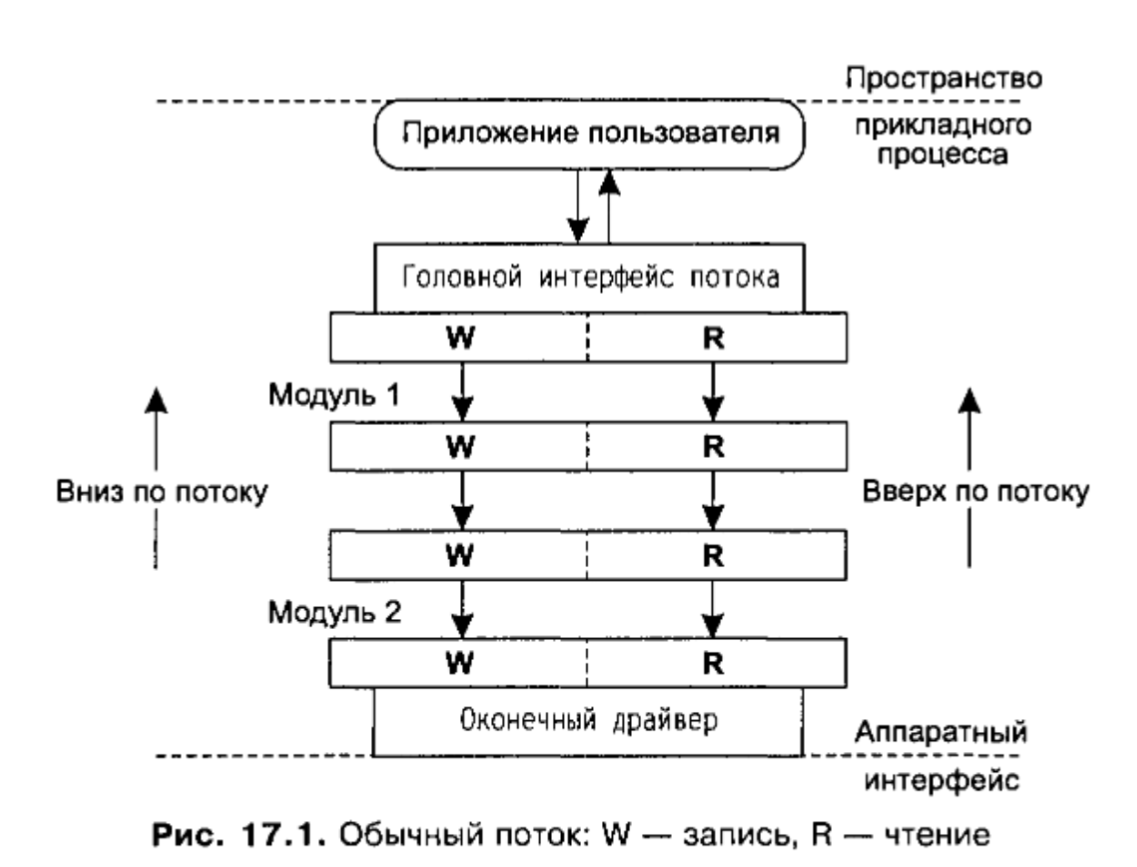 Пространство
Приложение пользователя
прикладного
процесса
Головной интерфейс потока
W R
Модуль 1
W R
Вниз по потоку
Вверх по потоку
W R
Модуль 2
W R
Оконечный драйвер
Аппаратный
интерфейс
Рис. 17.1. Обычный поток: W — запись, R — чтение